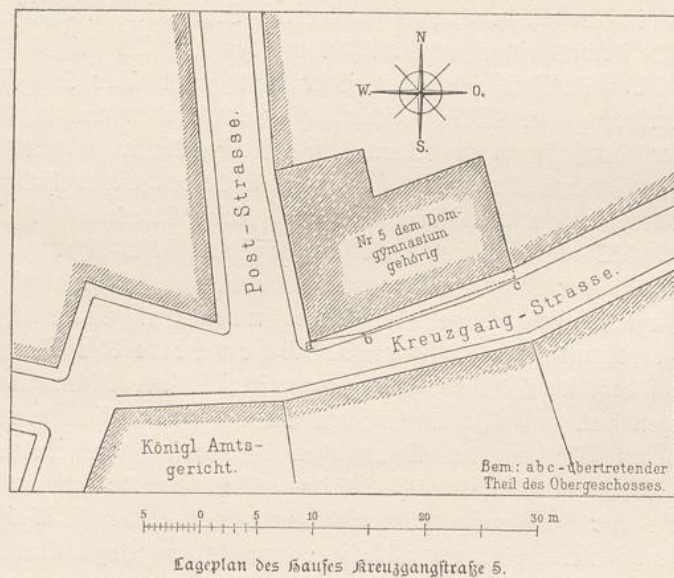 N
W. O.
S.
Post-Strasse.
Nr 5 dem Dom-
gymnasium
gehörig
a b c
Kreuzgang-Strasse.
Königl Amts-
gericht.
Bem.: a b c - übertretender
Theil des Obergeschosses.
5 0 5 10 20 30 m.
Lageplan des Hauses Kreuzgangstraße 5.